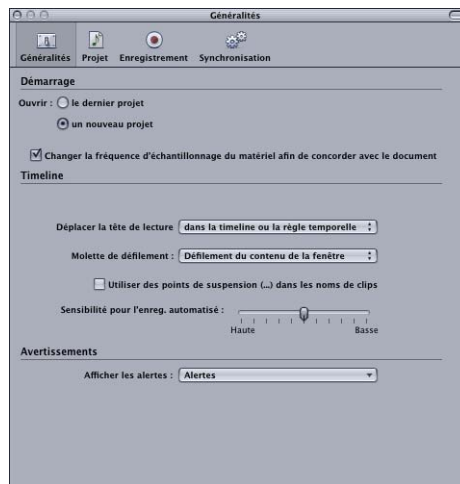 Généralités
Généralités Projet Enregistrement Synchronisation
Démarrage
Ouvrir : le dernier projet
un nouveau projet
Changer la fréquence d'échantillonnage du matériel afin de concorder avec le document
Timeline
Déplacer la tête de lecture dans la timeline ou la règle temporelle
Molette de défilement : Défilement du contenu de la fenêtre
Utiliser des points de suspension (...) dans les noms de clips
Sensibilité pour l'enreg. automatisé :
Haute Basse
Avertissements
Afficher les alertes : Alertes